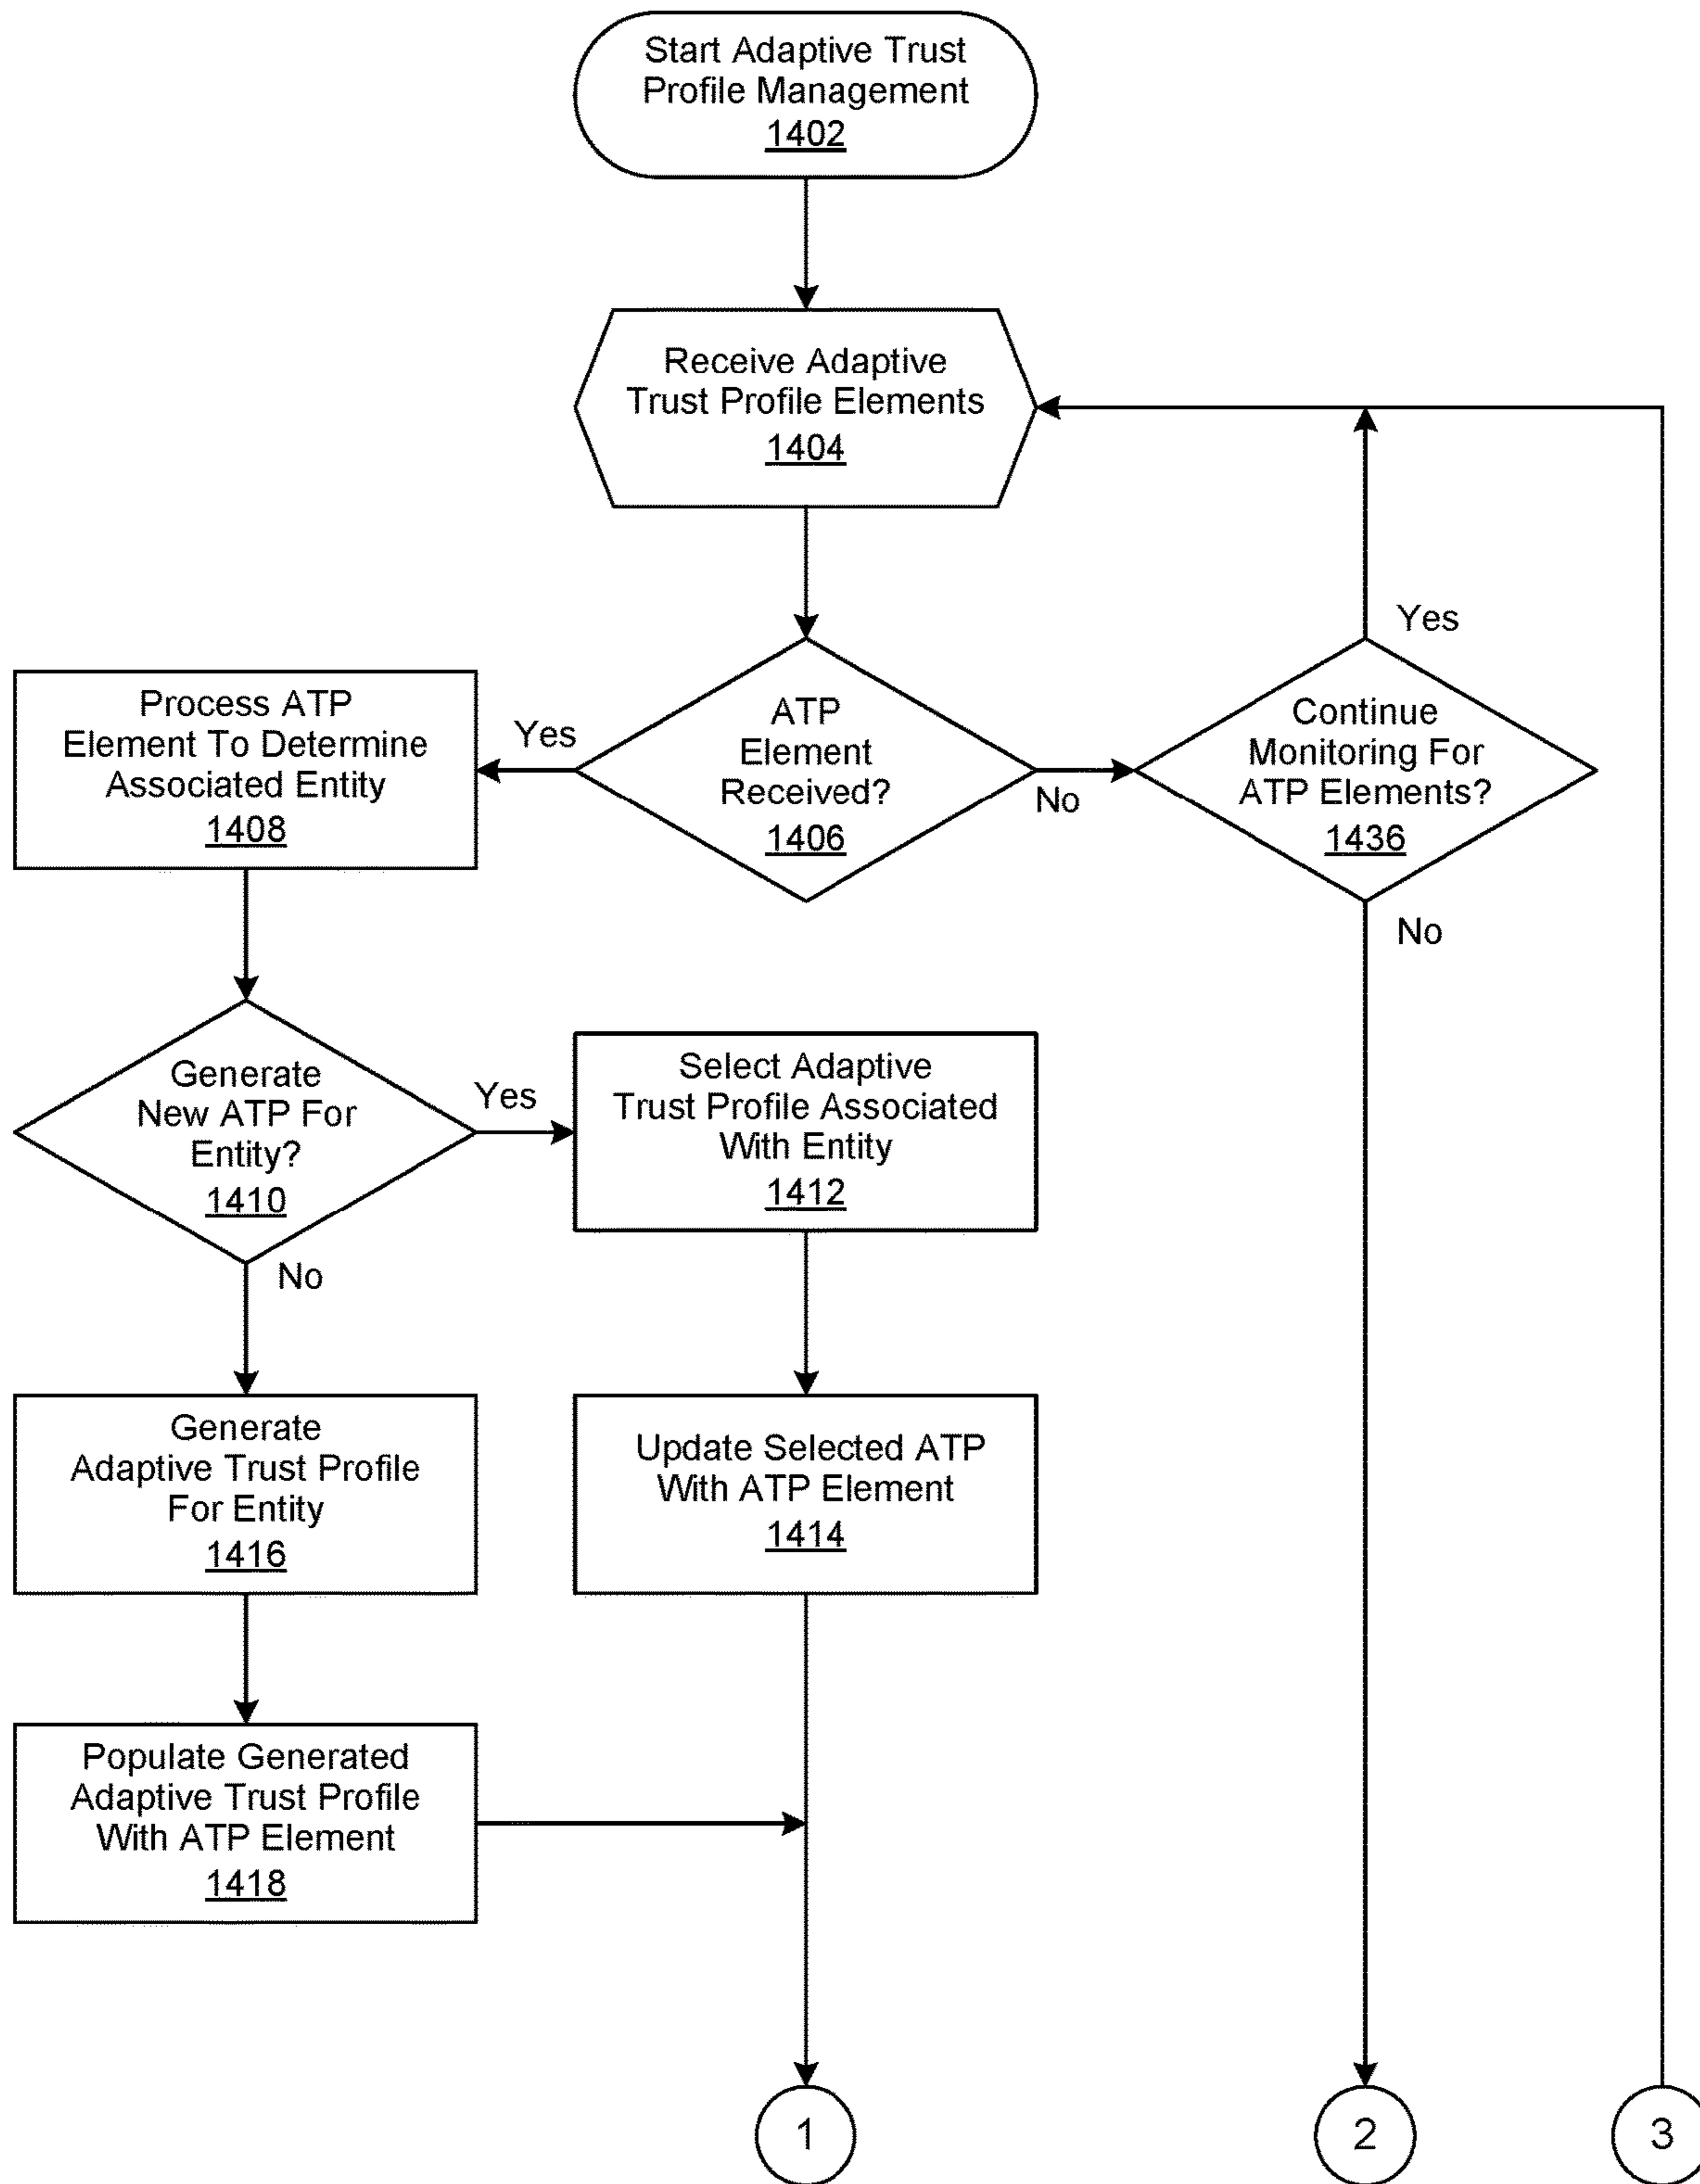 Start Adaptive Trust
Profile Management
1402
Receive Adaptive
Trust Profile Elements
1404
Yes
Process ATP
Element To Determine
Associated Entity
1408
Yes
ATP
Element
Received?
1406
No
Continue
Monitoring For
ATP Elements?
1436
No
Generate
New ATP For
Entity?
1410
Yes
Select Adaptive
Trust Profile Associated
With Entity
1412
No
Generate
Adaptive Trust Profile
For Entity
1416
Update Selected ATP
With ATP Element
1414
Populate Generated
Adaptive Trust Profile
With ATP Element
1418
1
2
3